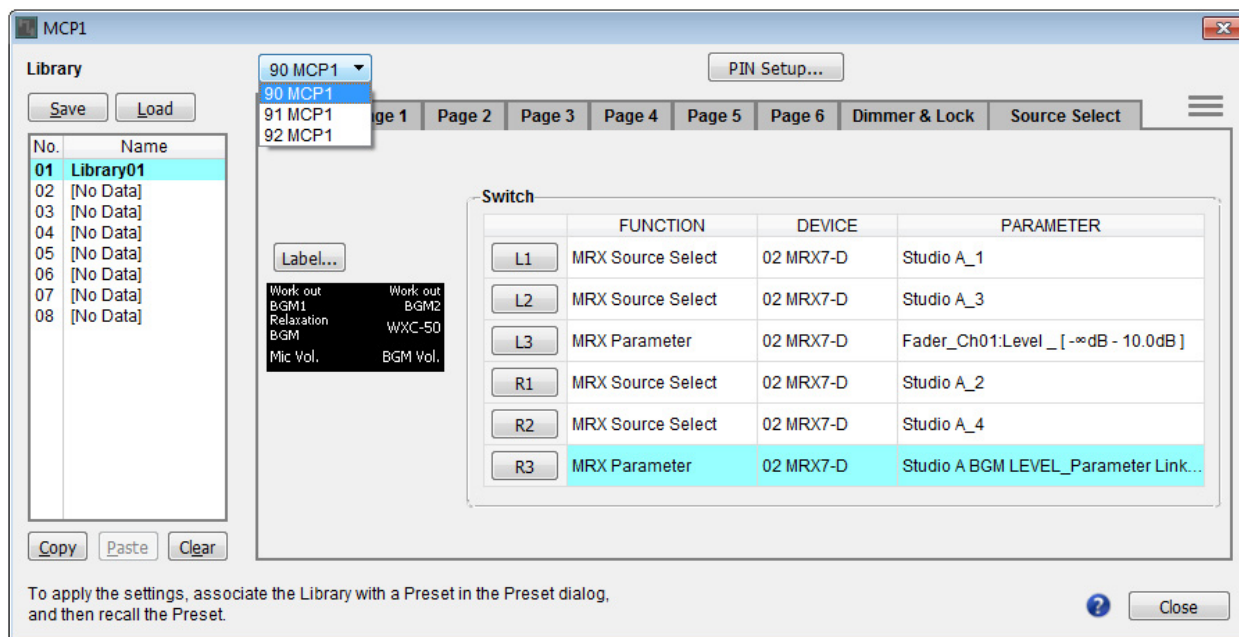 MCP1
Library
90 MCP1
PIN Setup...
Save Load
90 MCP1
91 MCP1
92 MCP1
ge 1 Page 2 Page 3 Page 4 Page 5 Page 6 Dimmer & Lock Source Select
No. Name
01 Library01
02 [No Data]
03 [No Data]
04 [No Data]
05 [No Data]
06 [No Data]
07 [No Data]
08 [No Data]
Label...
Work out Work out
BGM1 BGM2
Relaxation
BGM WXC-50
Mic Vol. BGM Vol.
Switch
FUNCTION DEVICE PARAMETER
L1 MRX Source Select 02 MRX7-D Studio A_1
L2 MRX Source Select 02 MRX7-D Studio A_3
L3 MRX Parameter 02 MRX7-D Fader_Ch01:Level _ [ -∞dB - 10.0dB ]
R1 MRX Source Select 02 MRX7-D Studio A_2
R2 MRX Source Select 02 MRX7-D Studio A_4
R3 MRX Parameter 02 MRX7-D Studio A BGM LEVEL_Parameter Link...
Copy Paste Clear
To apply the settings, associate the Library with a Preset in the Preset dialog,
and then recall the Preset.
? Close